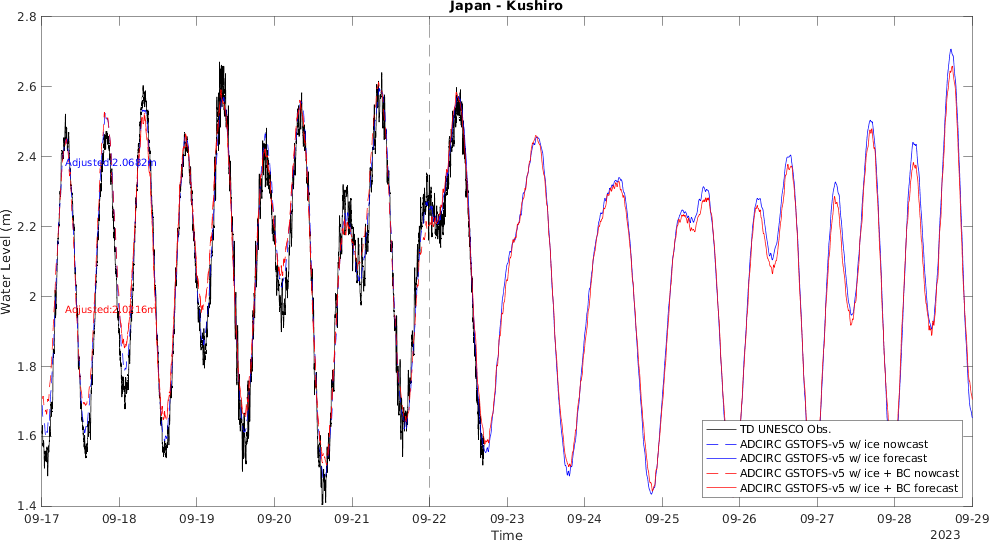 Japan - Kushiro
2.8
2.6
2.4
2.2
2
1.8
1.6
1.4
Water Level (m)
Adjusted:2.0682m
Adjusted:2.0316m
TD UNESCO Obs.
ADCIRC GSTOFS-v5 w/ ice nowcast
ADCIRC GSTOFS-v5 w/ ice forecast
ADCIRC GSTOFS-v5 w/ ice + BC nowcast
ADCIRC GSTOFS-v5 w/ ice + BC forecast
09-17 09-18 09-19 09-20 09-21 09-22 09-23 09-24 09-25 09-26 09-27 09-28 09-29
Time
2023